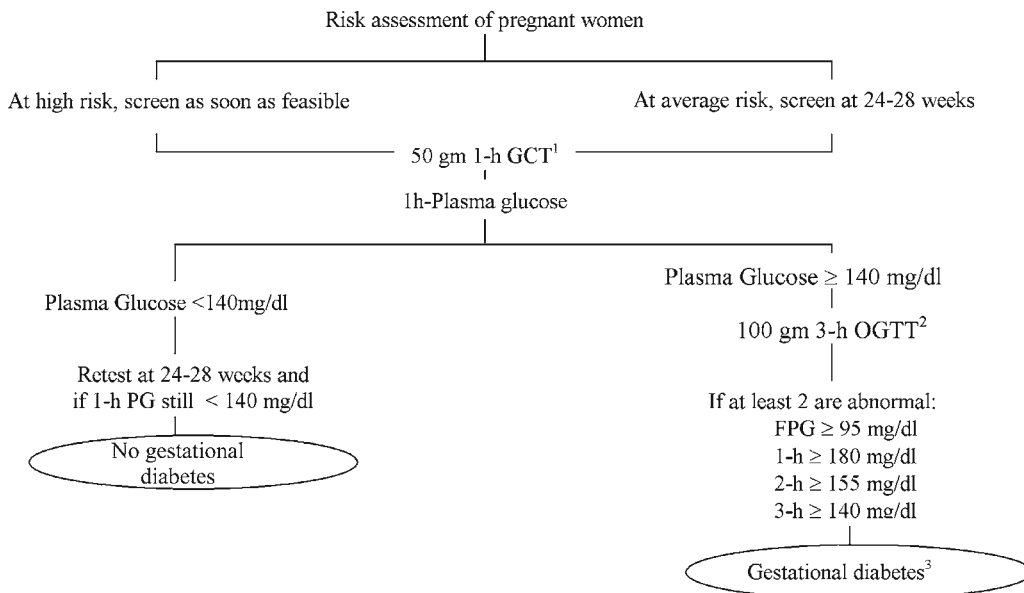 Risk assessment of pregnant women
At high risk, screen as soon as feasible
At average risk, screen at 24-28 weeks
50 gm 1-h GCT¹
1h-Plasma glucose
Plasma Glucose <140mg/dl
Retest at 24-28 weeks and
if 1-h PG still < 140 mg/dl
No gestational
diabetes
Plasma Glucose ≥ 140 mg/dl
100 gm 3-h OGTT²
If at least 2 are abnormal:
FPG ≥ 95 mg/dl
1-h ≥ 180 mg/dl
2-h ≥ 155 mg/dl
3-h ≥ 140 mg/dl
Gestational diabetes³